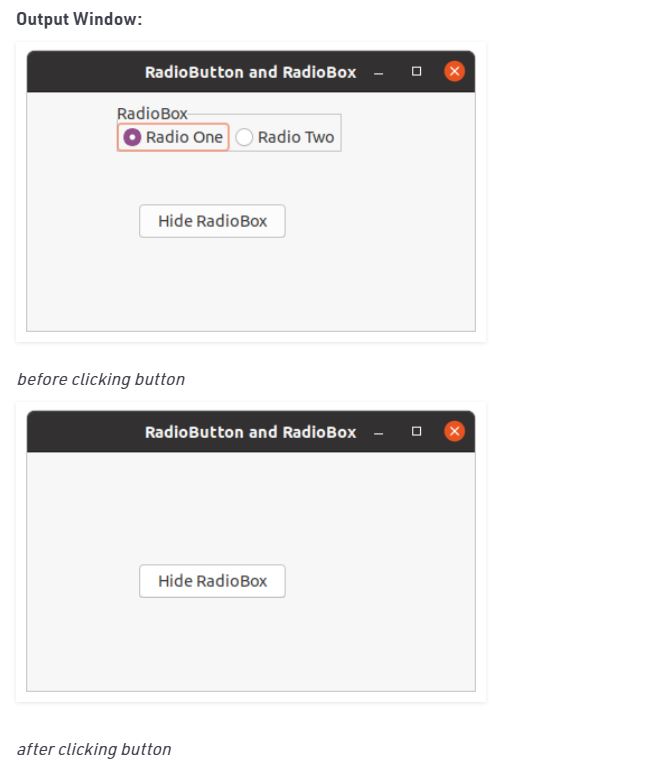 Output Window:
RadioButton and RadioBox
RadioBox
Radio One Radio Two
Hide RadioBox
before clicking button
RadioButton and RadioBox
Hide RadioBox
after clicking button